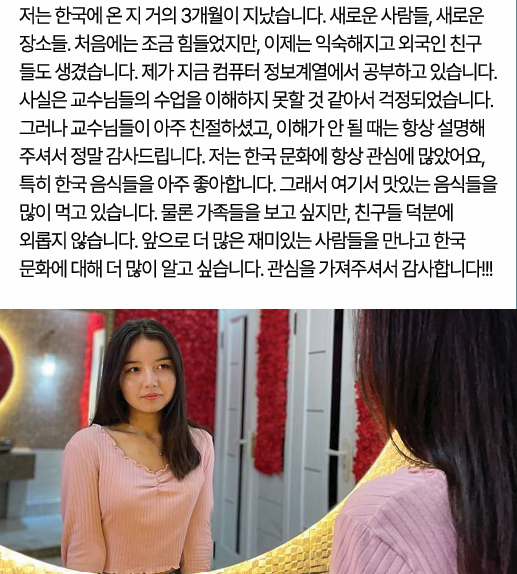 저는 한국에 온 지 거의 3개월이 지났습니다. 새로운 사람들, 새로운
장소들. 처음에는 조금 힘들었지만, 이제는 익숙해지고 외국인 친구
들도 생겼습니다. 제가 지금 컴퓨터 정보계열에서 공부하고 있습니다.
사실은 교수님들의 수업을 이해하지 못할 것 같아서 걱정되었습니다.
그러나 교수님들이 아주 친절하셨고, 이해가 안 될 때는 항상 설명해
주셔서 정말 감사드립니다. 저는 한국 문화에 항상 관심에 많았어요,
특히 한국 음식들을 아주 좋아합니다. 그래서 여기서 맛있는 음식들을
많이 먹고 있습니다. 물론 가족들을 보고 싶지만, 친구들 덕분에
외롭지 않습니다. 앞으로 더 많은 재미있는 사람들을 만나고 한국
문화에 대해 더 많이 알고 싶습니다. 관심을 가져주셔서 감사합니다!!!